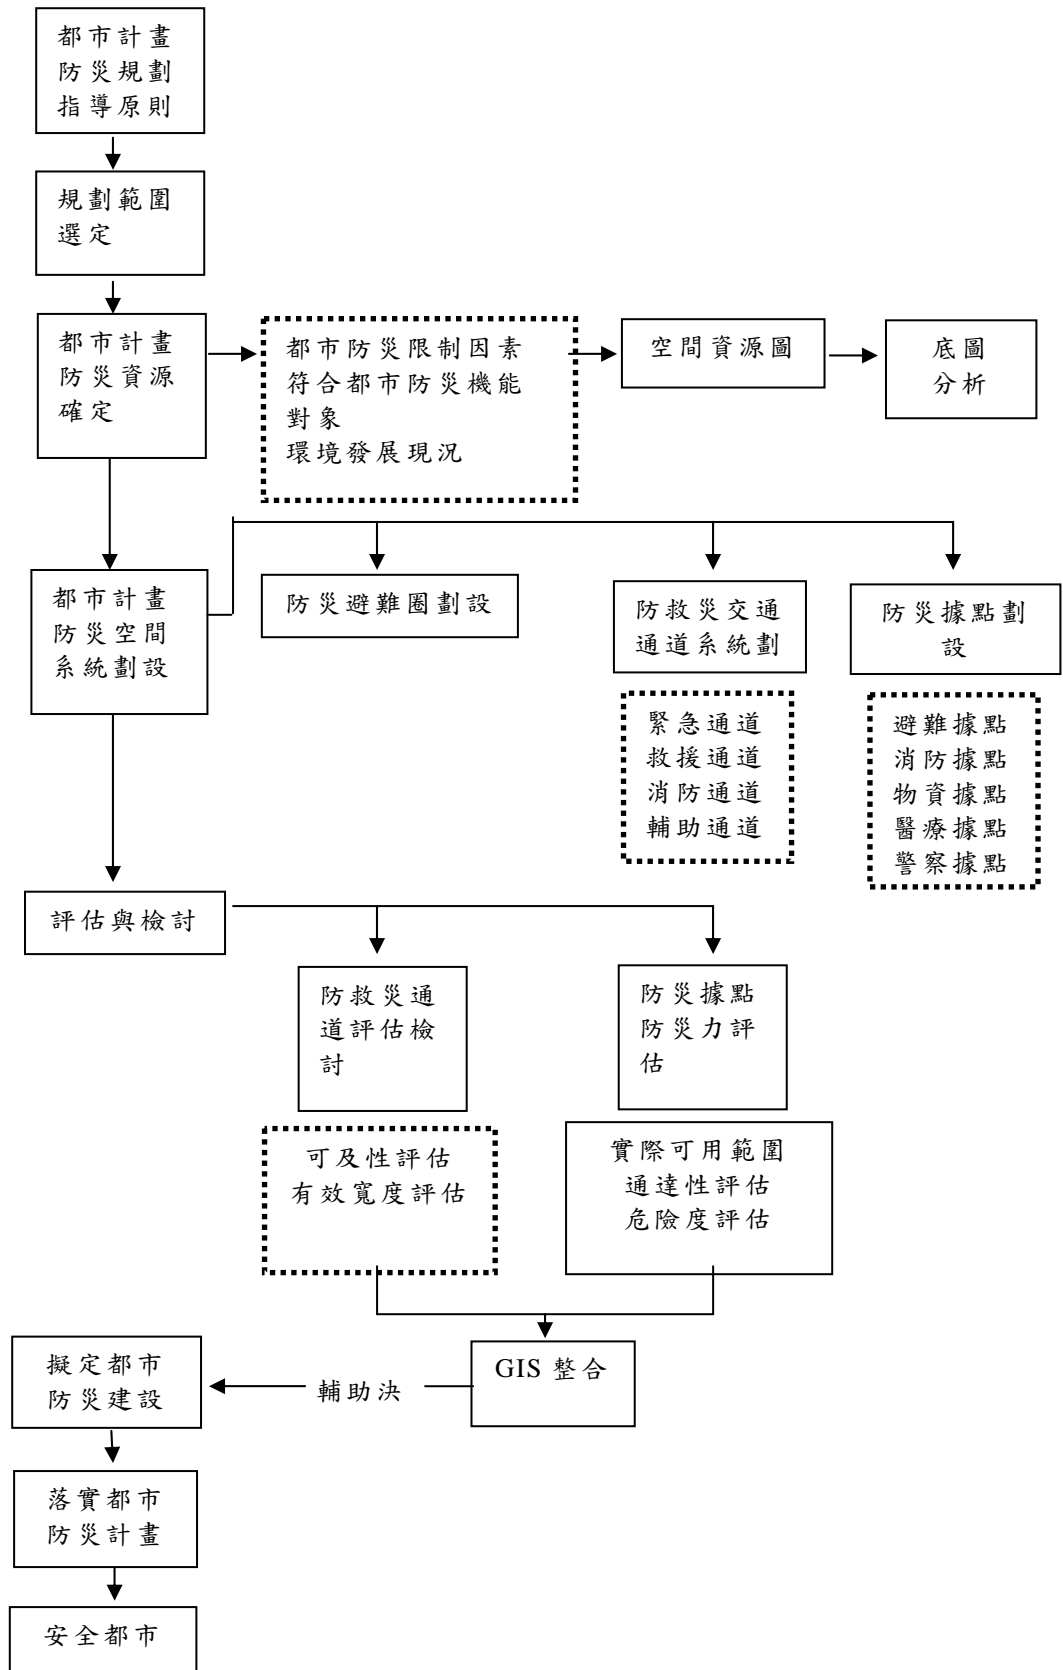 都市計畫
防災規劃
指導原則
規劃範圍
選定
都市計畫
防災資源
確定
都市防災限制因素
符合都市防災機能
對象
環境發展現況
空間資源圖
底圖
分析
都市計畫
防災空間
系統劃設
防災避難圈劃設
防救災交通
通道系統劃
防災據點劃
設
緊急通道
救援通道
消防通道
輔助通道
避難據點
消防據點
物資據點
醫療據點
警察據點
評估與檢討
防救災通
道評估檢
討
防災據點
防災力評
估
可及性評估
有效寬度評估
實際可用範圍
通達性評估
危險度評估
GIS 整合
輔助決
擬定都市
防災建設
落實都市
防災計畫
安全都市